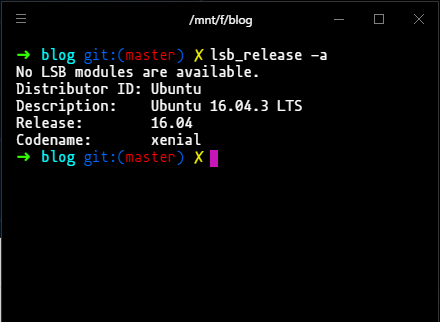 /mnt/f/blog
➜ blog git:(master) ✗ lsb_release -a
No LSB modules are available.
Distributor ID: Ubuntu
Description:    Ubuntu 16.04.3 LTS
Release:        16.04
Codename:       xenial
➜ blog git:(master) ✗